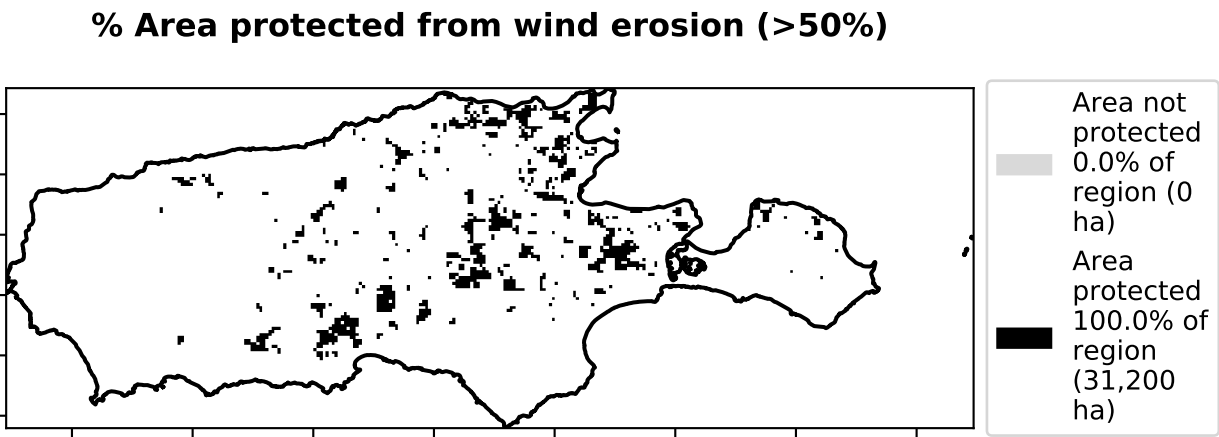 % Area protected from wind erosion (>50%)
Area not
protected
0.0% of
region (0
ha)
Area
protected
100.0% of
region
(31,200
ha)